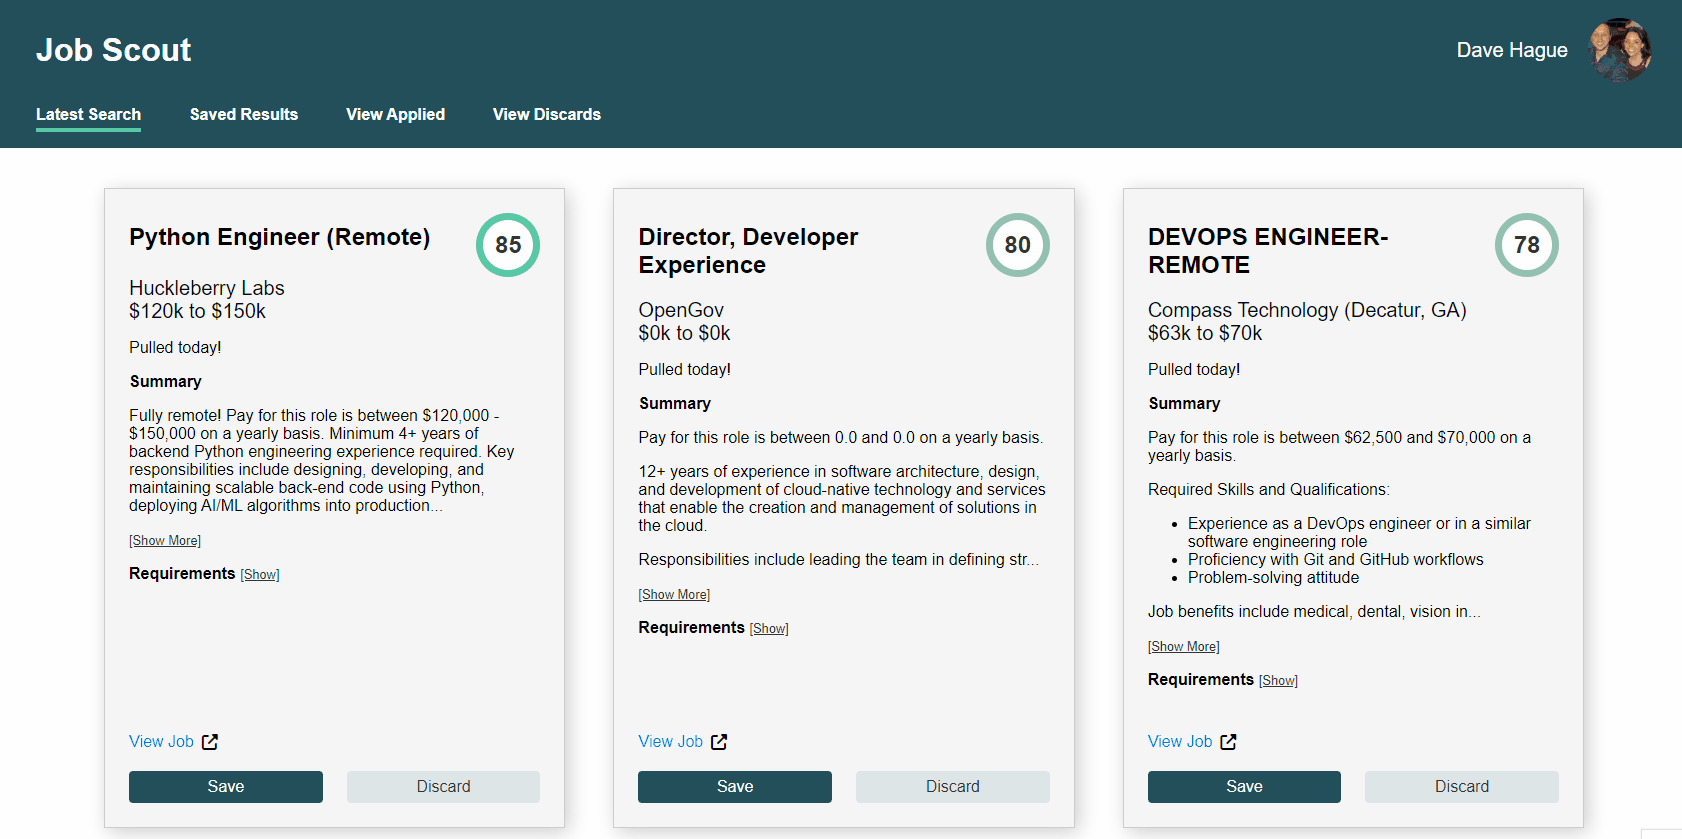 Job Scout
Dave Hague
Latest Search
Saved Results
View Applied
View Discards
Python Engineer (Remote)
85
Huckleberry Labs
$120k to $150k
Pulled today!
Summary
Fully remote! Pay for this role is between $120,000 -
$150,000 on a yearly basis. Minimum 4+ years of
backend Python engineering experience required. Key
responsibilities include designing, developing, and
maintaining scalable back-end code using Python,
deploying AI/ML algorithms into production...
[Show More]
Requirements [Show]
View Job
Save
Discard
Director, Developer
Experience
80
OpenGov
$0k to $0k
Pulled today!
Summary
Pay for this role is between 0.0 and 0.0 on a yearly basis.
12+ years of experience in software architecture, design,
and development of cloud-native technology and services
that enable the creation and management of solutions in
the cloud.
Responsibilities include leading the team in defining str...
[Show More]
Requirements [Show]
View Job
Save
Discard
DEVOPS ENGINEER-
REMOTE
78
Compass Technology (Decatur, GA)
$63k to $70k
Pulled today!
Summary
Pay for this role is between $62,500 and $70,000 on a
yearly basis.
Required Skills and Qualifications:
• Experience as a DevOps engineer or in a similar
software engineering role
• Proficiency with Git and GitHub workflows
• Problem-solving attitude
Job benefits include medical, dental, vision in...
[Show More]
Requirements [Show]
View Job
Save
Discard